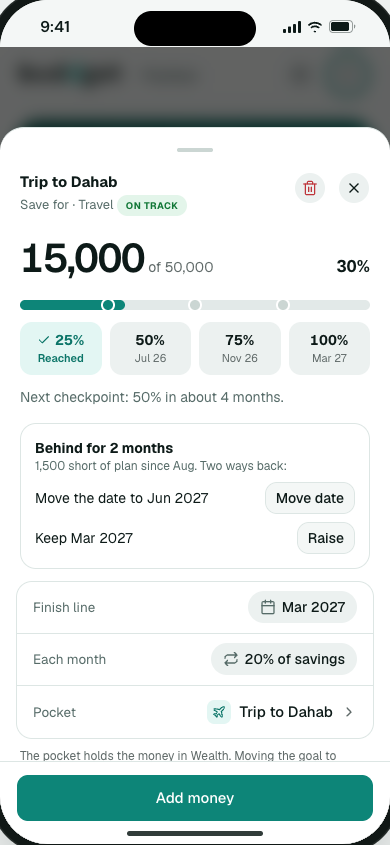 9:41
Trip to Dahab
Save for · Travel ON TRACK
15,000 of 50,000 30%
25% 50% 75% 100%
Reached Jul 26 Nov 26 Mar 27
Next checkpoint: 50% in about 4 months.
Behind for 2 months
1,500 short of plan since Aug. Two ways back:
Move the date to Jun 2027 Move date
Keep Mar 2027 Raise
Finish line Mar 2027
Each month 20% of savings
Pocket Trip to Dahab
The pocket holds the money in Wealth. Moving the goal to
Add money